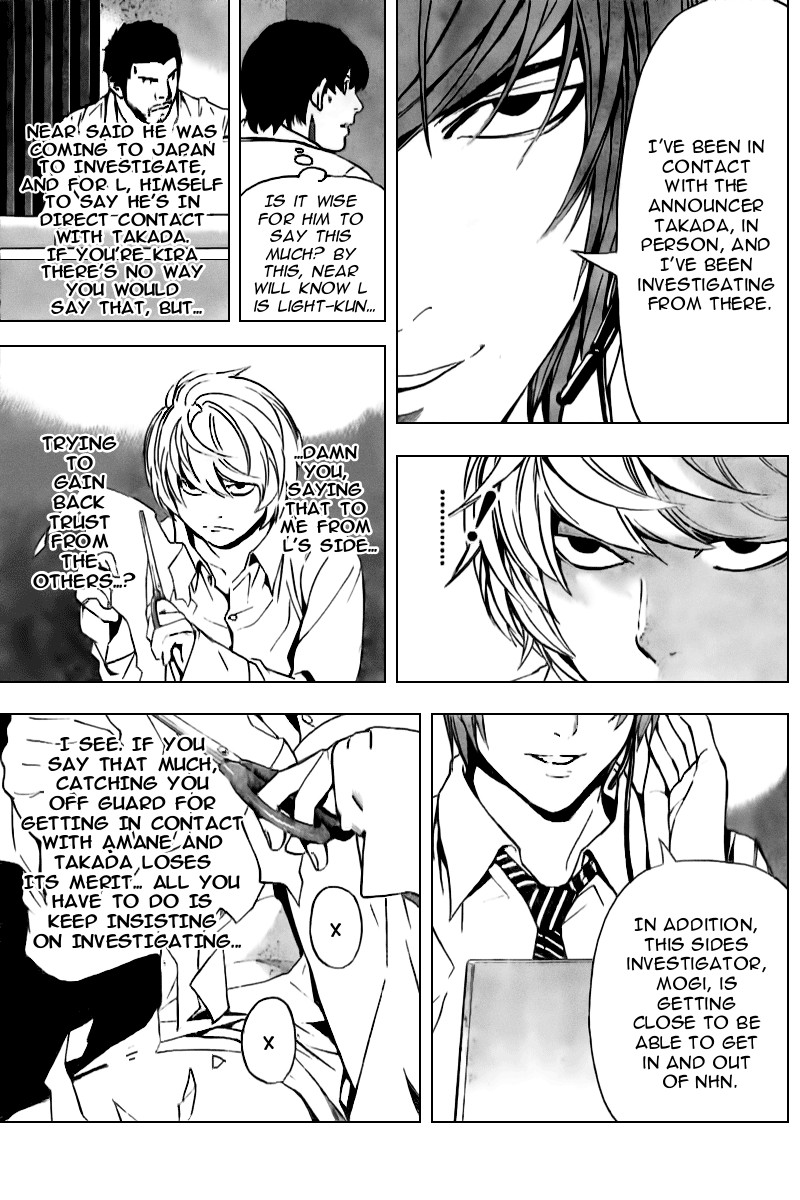 I'VE BEEN IN
CONTACT
WITH THE
ANNOUNCER
TAKADA, IN
PERSON, AND
I'VE BEEN
INVESTIGATING
FROM THERE.
IS IT WISE
FOR HIM TO
SAY THIS
MUCH? BY
THIS, NEAR
WILL KNOW L
IS LIGHT-KUN...
NEAR SAID HE WAS
COMING TO JAPAN
TO INVESTIGATE,
AND FOR L, HIMSELF
TO SAY HE'S IN
DIRECT CONTACT
WITH TAKADA.
IF YOU'RE KIRA
THERE'S NO WAY
YOU WOULD
SAY THAT, BUT...
.........!
...DAMN
YOU,
SAYING
THAT TO
ME FROM
L'S SIDE...
TRYING
TO
GAIN
BACK
TRUST
FROM
THE
OTHERS...?
IN ADDITION,
THIS SIDES
INVESTIGATOR,
MOGI, IS
GETTING
CLOSE TO BE
ABLE TO GET
IN AND OUT
OF NHN.
I SEE. IF YOU
SAY THAT MUCH,
CATCHING YOU
OFF GUARD FOR
GETTING IN CONTACT
WITH AMANE AND
TAKADA LOSES
ITS MERIT... ALL YOU
HAVE TO DO IS
KEEP INSISTING
ON INVESTIGATING...
X
X